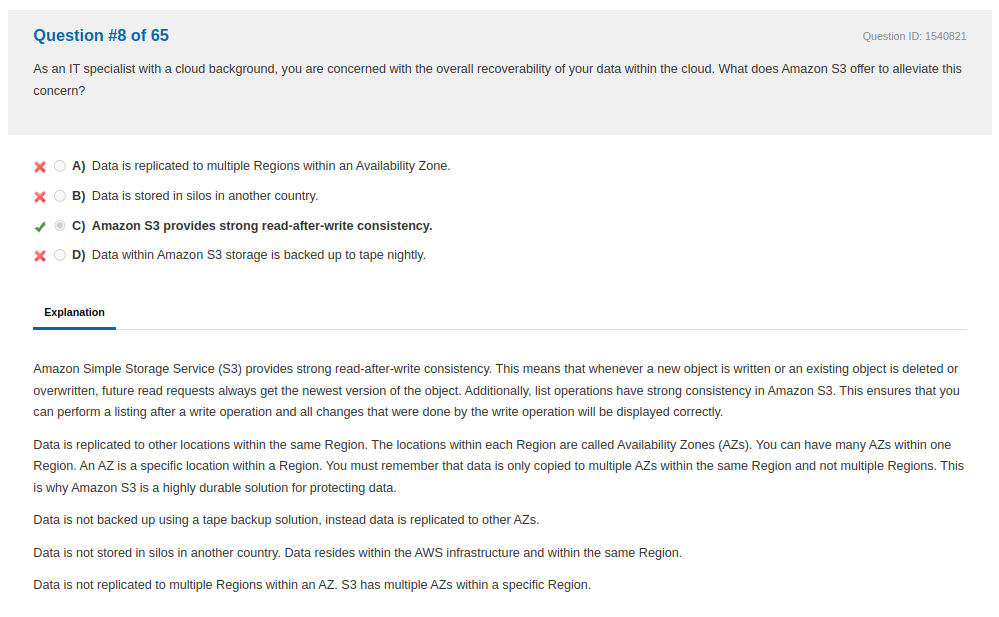 Question #8 of 65
Question ID: 1540821
As an IT specialist with a cloud background, you are concerned with the overall recoverability of your data within the cloud. What does Amazon S3 offer to alleviate this
concern?
A) Data is replicated to multiple Regions within an Availability Zone.
B) Data is stored in silos in another country.
C) Amazon S3 provides strong read-after-write consistency.
D) Data within Amazon S3 storage is backed up to tape nightly.
Explanation
Amazon Simple Storage Service (S3) provides strong read-after-write consistency. This means that whenever a new object is written or an existing object is deleted or
overwritten, future read requests always get the newest version of the object. Additionally, list operations have strong consistency in Amazon S3. This ensures that you
can perform a listing after a write operation and all changes that were done by the write operation will be displayed correctly.
Data is replicated to other locations within the same Region. The locations within each Region are called Availability Zones (AZs). You can have many AZs within one
Region. An AZ is a specific location within a Region. You must remember that data is only copied to multiple AZs within the same Region and not multiple Regions. This
is why Amazon S3 is a highly durable solution for protecting data.
Data is not backed up using a tape backup solution, instead data is replicated to other AZs.
Data is not stored in silos in another country. Data resides within the AWS infrastructure and within the same Region.
Data is not replicated to multiple Regions within an AZ. S3 has multiple AZs within a specific Region.